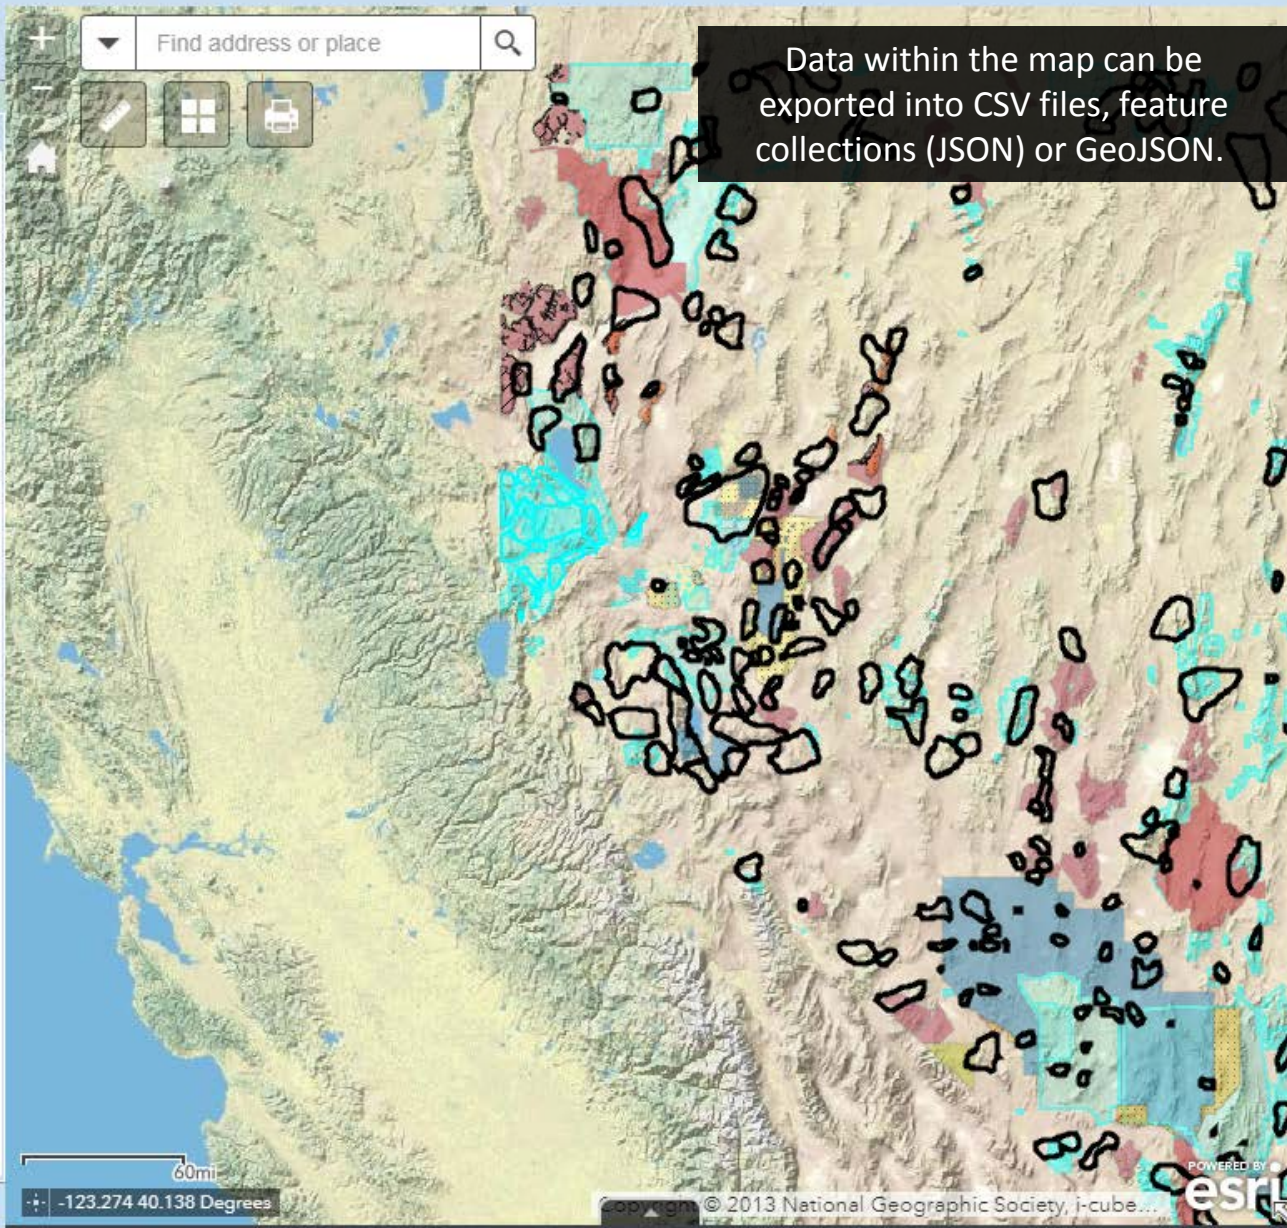 Find address or place
Data within the map can be
exported into CSV files, feature
collections (JSON) or GeoJSON.
60mi
-123.274 40.138 Degrees
Copyright © 2013 National Geographic Society, i-cube...
POWERED BY
esri